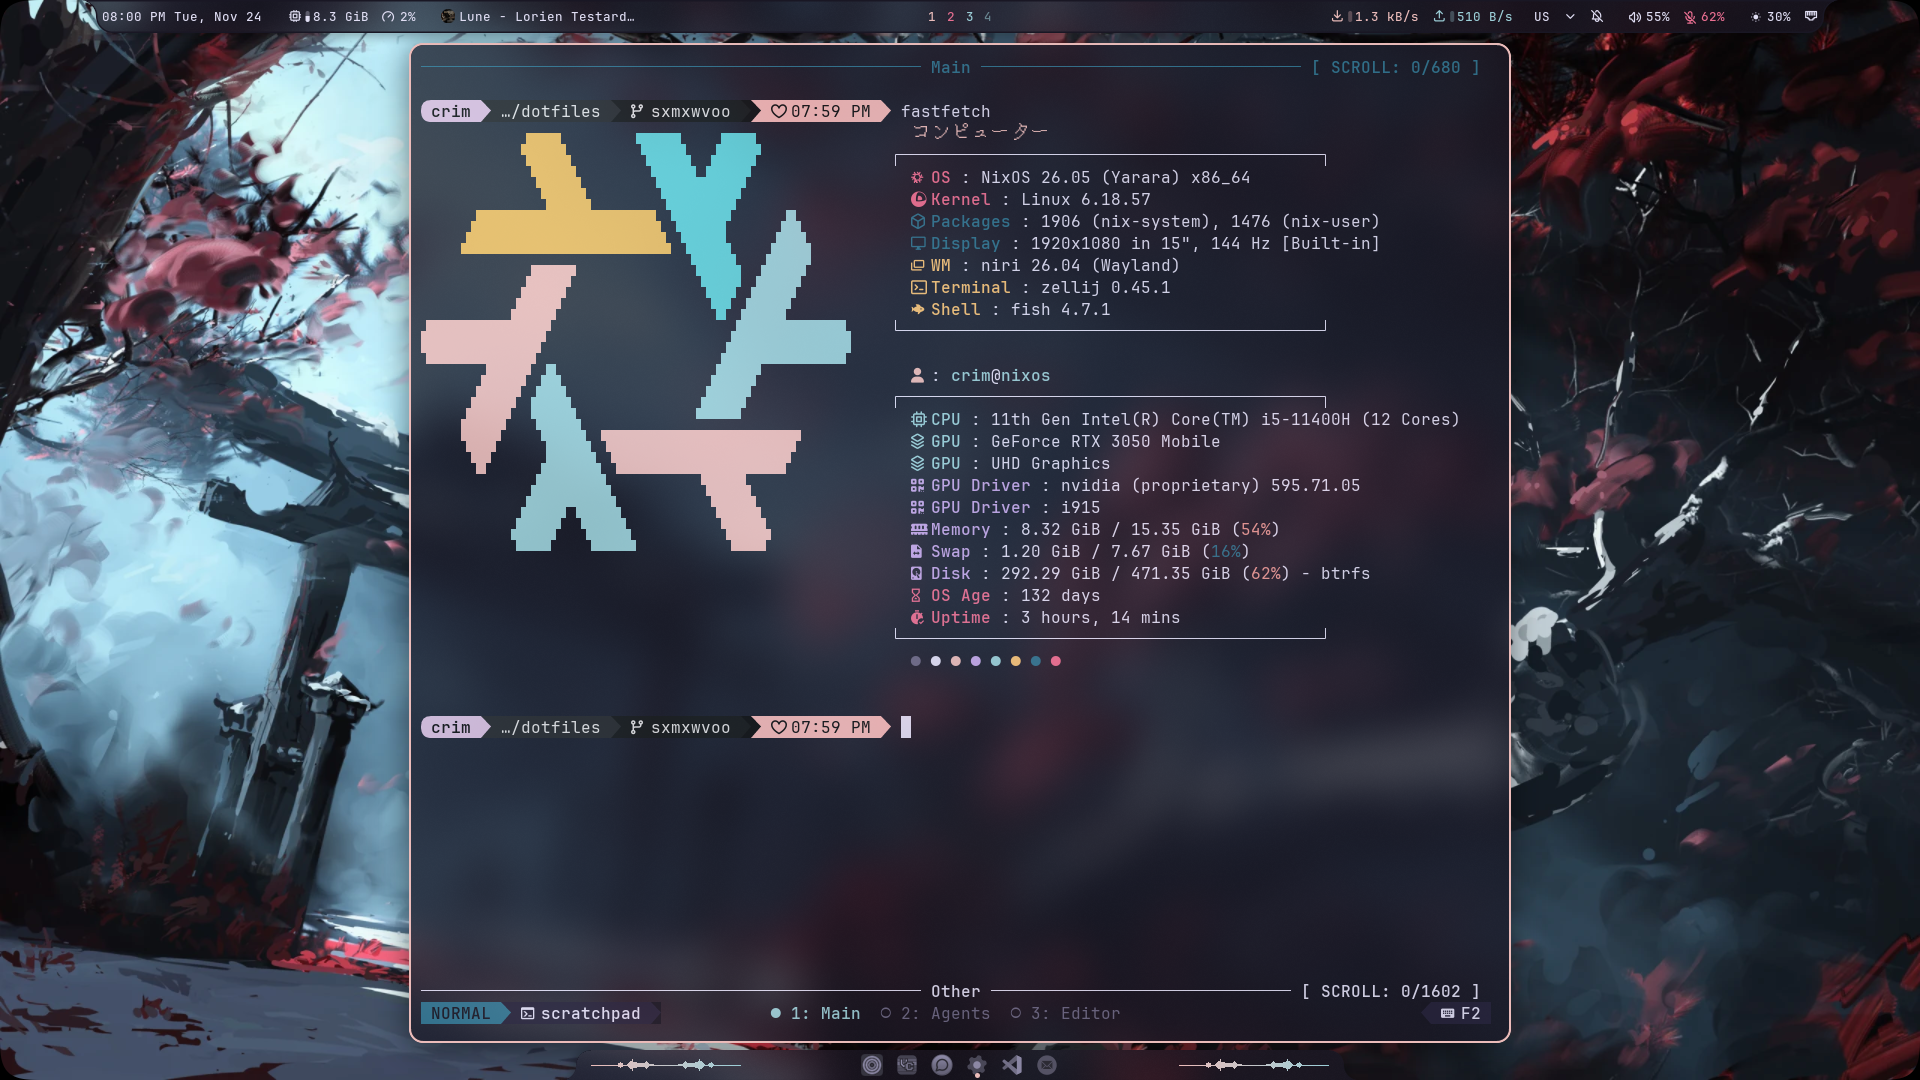 08:00 PM Tue, Nov 24 8.3 GiB 2% Lune - Lorien Testard… 1 2 3 4 1.3 kB/s 510 B/s US 55% 62% 30%
Main [ SCROLL: 0/680 ]
crim …/dotfiles sxmxwvoo 07:59 PM fastfetch
コンピューター
OS : NixOS 26.05 (Yarara) x86_64
Kernel : Linux 6.18.57
Packages : 1906 (nix-system), 1476 (nix-user)
Display : 1920x1080 in 15", 144 Hz [Built-in]
WM : niri 26.04 (Wayland)
Terminal : zellij 0.45.1
Shell : fish 4.7.1
: crim@nixos
CPU : 11th Gen Intel(R) Core(TM) i5-11400H (12 Cores)
GPU : GeForce RTX 3050 Mobile
GPU : UHD Graphics
GPU Driver : nvidia (proprietary) 595.71.05
GPU Driver : i915
Memory : 8.32 GiB / 15.35 GiB (54%)
Swap : 1.20 GiB / 7.67 GiB (16%)
Disk : 292.29 GiB / 471.35 GiB (62%) - btrfs
OS Age : 132 days
Uptime : 3 hours, 14 mins
crim …/dotfiles sxmxwvoo 07:59 PM
Other [ SCROLL: 0/1602 ]
NORMAL scratchpad 1: Main 2: Agents 3: Editor F2